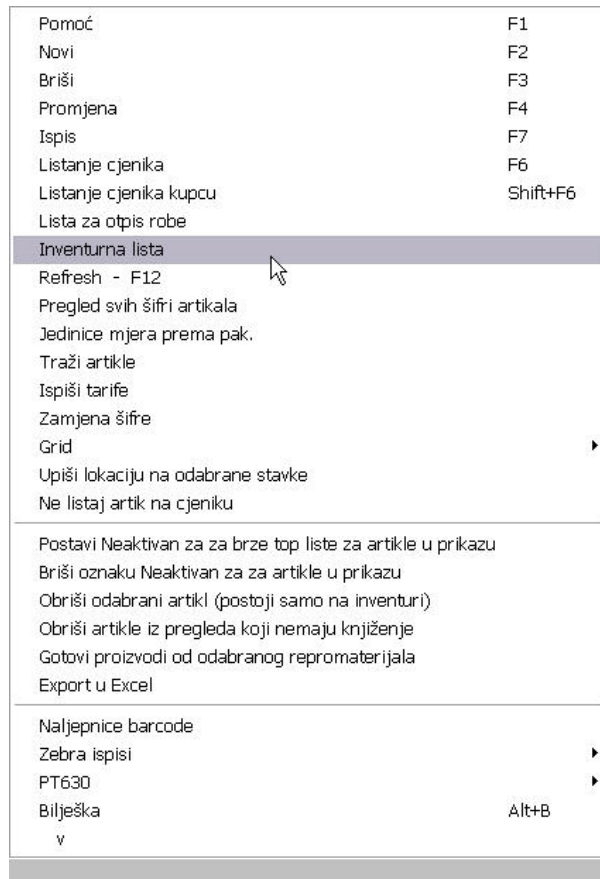 Pomoć F1
Novi F2
Briši F3
Promjena F4
Ispis F7
Listanje cjenika F6
Listanje cjenika kupcu Shift+F6
Lista za otpis robe
Inventurna lista
Refresh - F12
Pregled svih šifri artikala
Jedinice mjera prema pak.
Traži artikle
Ispiši tarife
Zamjena šifre
Grid
Upiši lokaciju na odabrane stavke
Ne listaj artik na cjeniku
Postavi Neaktivan za za brze top liste za artikle u prikazu
Briši oznaku Neaktivan za za artikle u prikazu
Obriši odabrani artikl (postoji samo na inventuri)
Obriši artikle iz pregleda koji nemaju knjiženje
Gotovi proizvodi od odabranog repromaterijala
Export u Excel
Naljepnice barcode
Zebra ispisi
PT630
Bilješka Alt+B
v